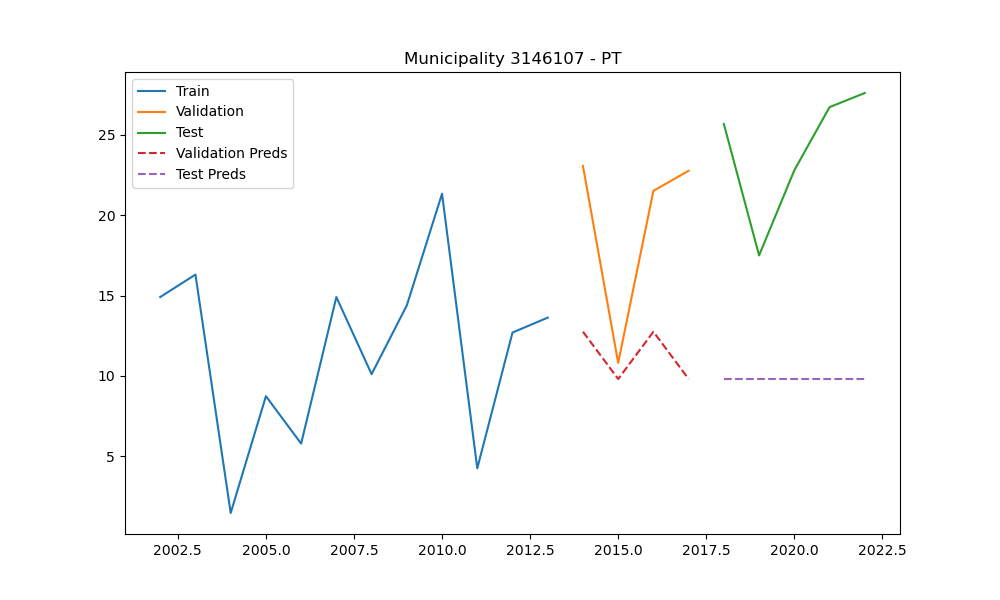 Municipality 3146107 - PT
Train
Validation
Test
Validation Preds
Test Preds
25
20
15
10
5
2002.5 2005.0 2007.5 2010.0 2012.5 2015.0 2017.5 2020.0 2022.5